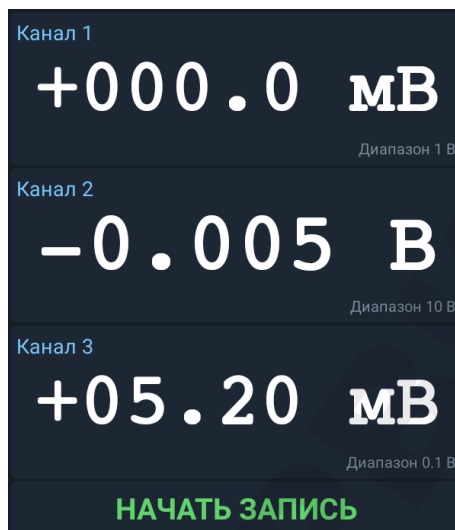 Канал 1
+000.0 мВ
Диапазон 1 В
Канал 2
-0.005 В
Диапазон 10 В
Канал 3
+05.20 мВ
Диапазон 0.1 В
НАЧАТЬ ЗАПИСЬ